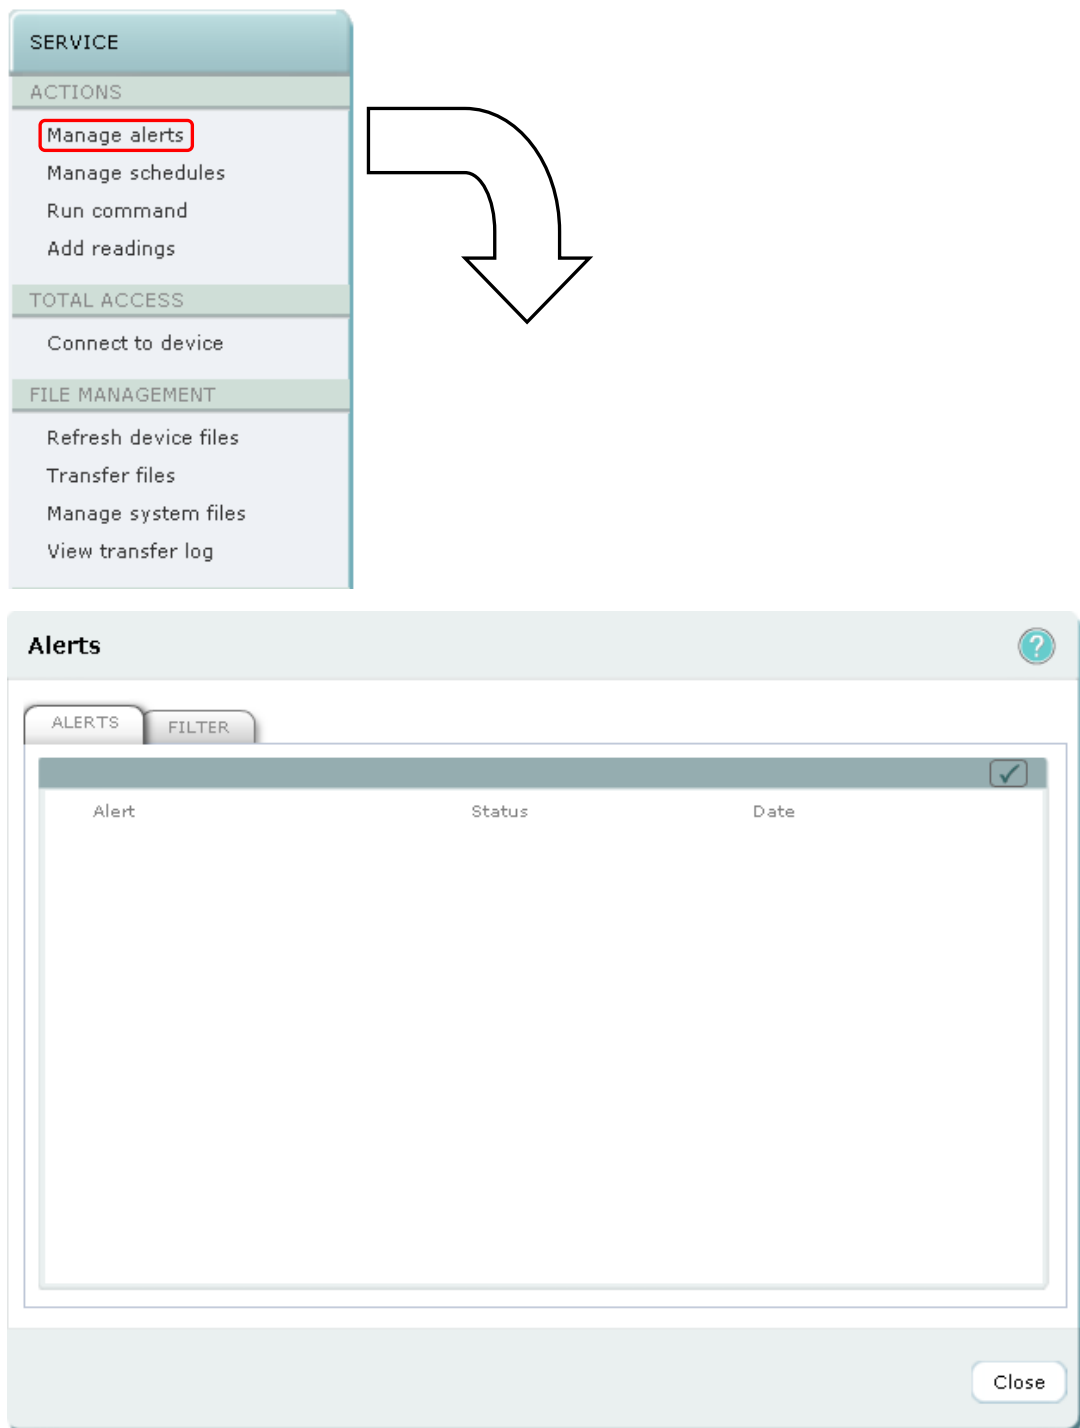 SERVICE
ACTIONS
Manage alerts
Manage schedules
Run command
Add readings
TOTAL ACCESS
Connect to device
FILE MANAGEMENT
Refresh device files
Transfer files
Manage system files
View transfer log
Alerts
?
ALERTS FILTER
Alert Status Date
Close